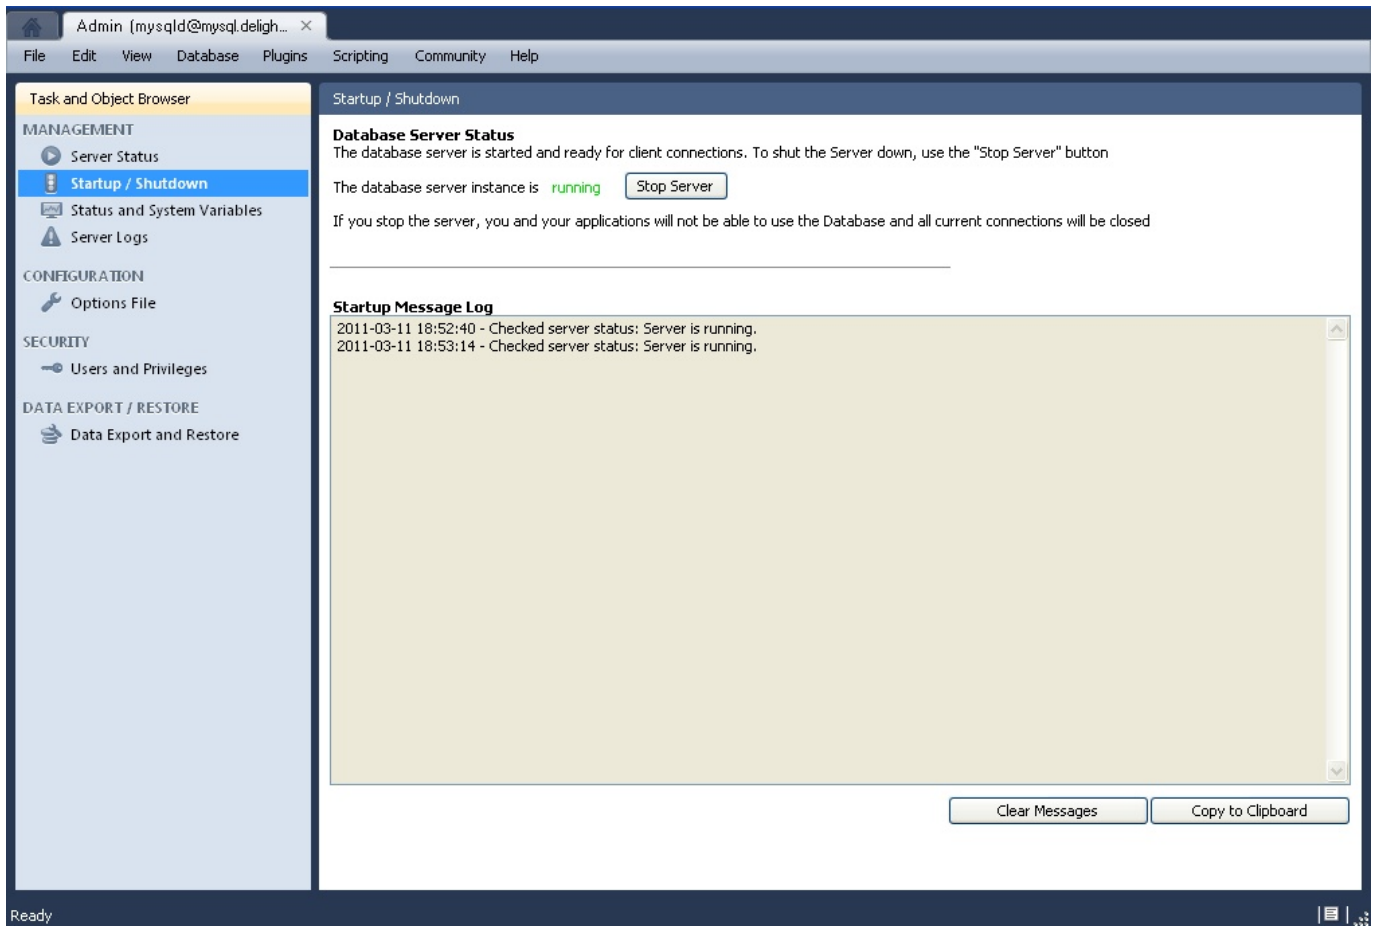 Admin (mysqld@mysql.deligh...
File Edit View Database Plugins Scripting Community Help
Task and Object Browser
MANAGEMENT
Server Status
Startup / Shutdown
Status and System Variables
Server Logs
CONFIGURATION
Options File
SECURITY
Users and Privileges
DATA EXPORT / RESTORE
Data Export and Restore
Startup / Shutdown
Database Server Status
The database server is started and ready for client connections. To shut the Server down, use the "Stop Server" button
The database server instance is running Stop Server
If you stop the server, you and your applications will not be able to use the Database and all current connections will be closed
Startup Message Log
2011-03-11 18:52:40 - Checked server status: Server is running.
2011-03-11 18:53:14 - Checked server status: Server is running.
Clear Messages Copy to Clipboard
Ready